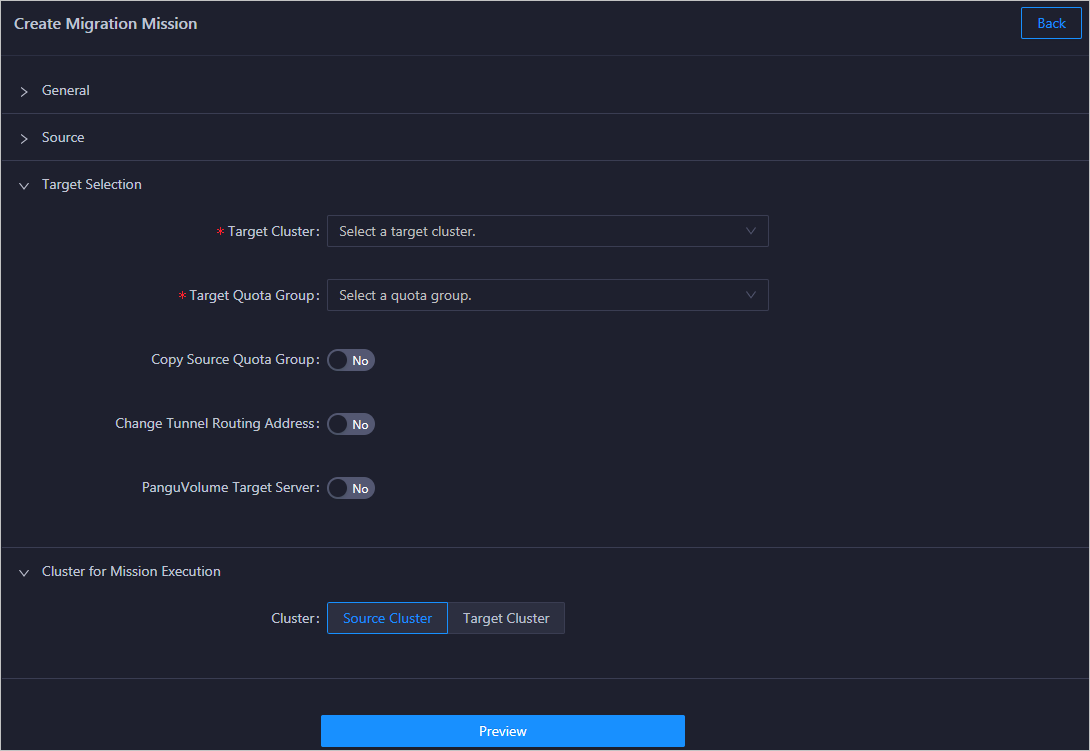 Create Migration Mission
Back
General
Source
Target Selection
* Target Cluster: Select a target cluster.
* Target Quota Group: Select a quota group.
Copy Source Quota Group: No
Change Tunnel Routing Address: No
PanguVolume Target Server: No
Cluster for Mission Execution
Cluster: Source Cluster Target Cluster
Preview